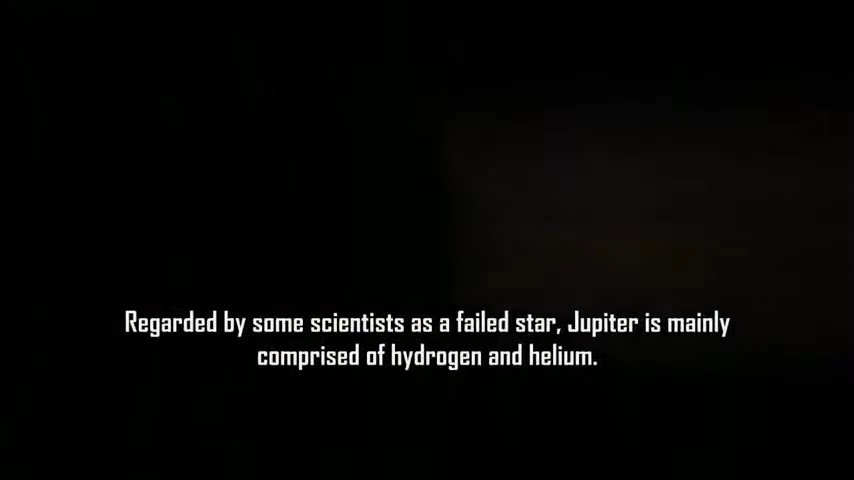 Regarded by some scientists as a failed star, Jupiter is mainly
comprised of hydrogen and helium.